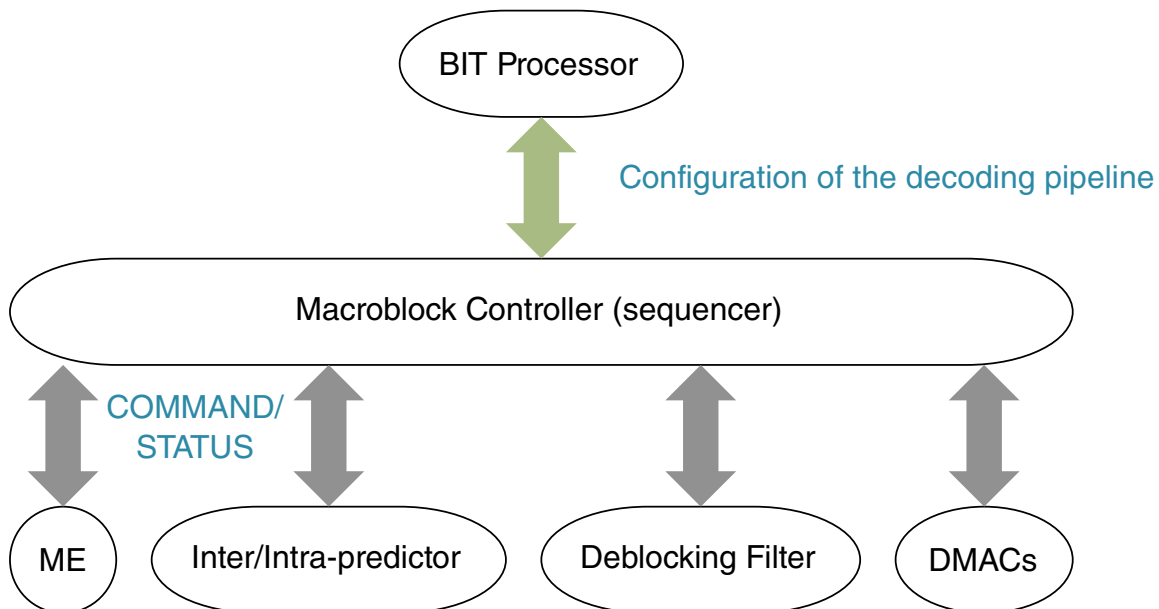 BIT Processor
Configuration of the decoding pipeline
Macroblock Controller (sequencer)
COMMAND/
STATUS
ME
Inter/Intra-predictor
Deblocking Filter
DMACs